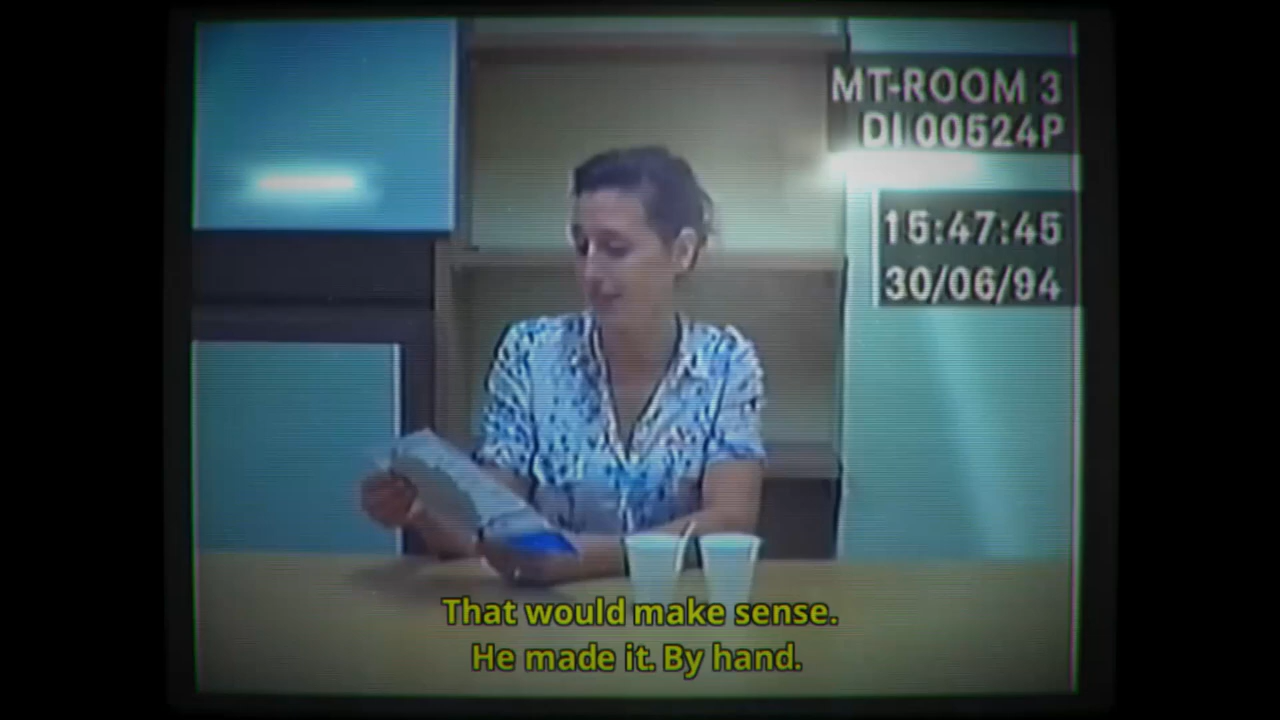 MT-ROOM 3
DI 00524P
15:47:45
30/06/94
That would make sense.
He made it. By hand.